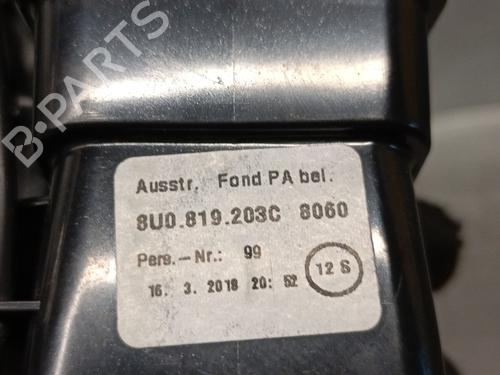 B-PARTS
Ausstr. Fond PA bel.
8U0.819.203C 8060
Pers.-Nr.: 99
16. 3.2018 20:52
12 S